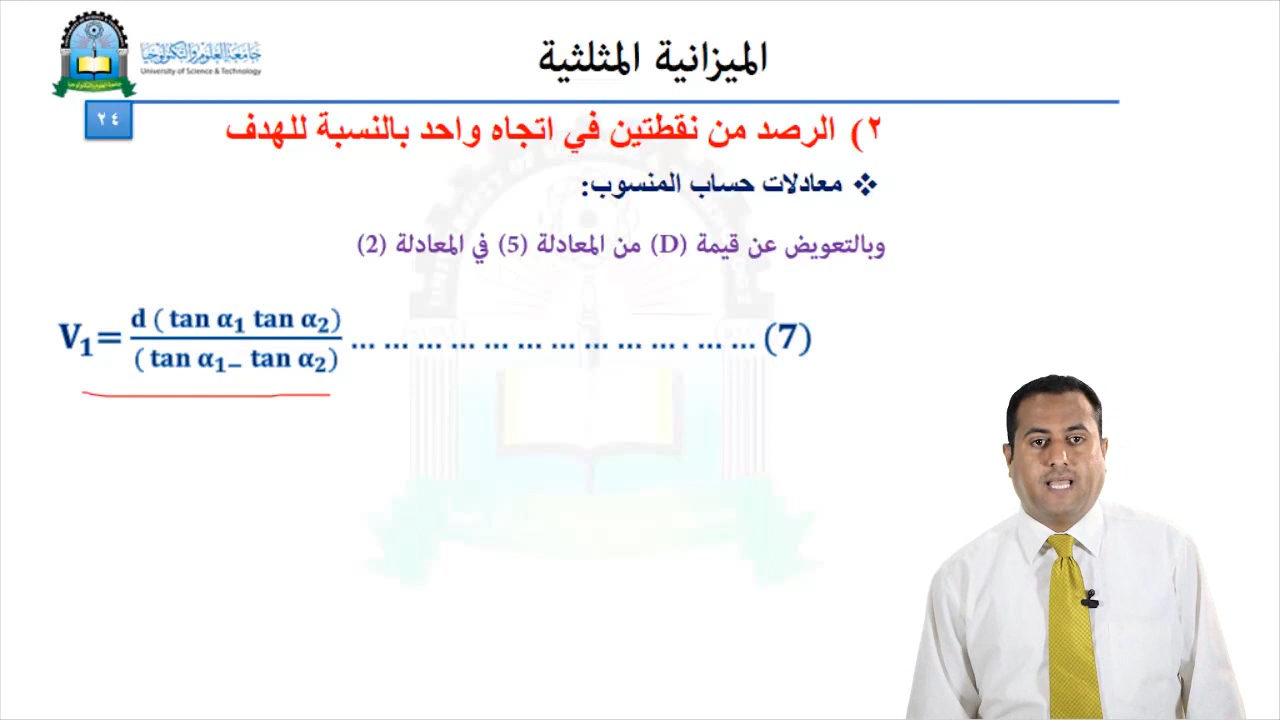 الميزانية المثلثية
جامعة العلوم والتكنولوجيا
University of Science & Technology
٢٤
٢) الرصد من نقطتين في اتجاه واحد بالنسبة للهدف
❖ معادلات حساب المنسوب:
وبالتعويض عن قيمة (D) من المعادلة (5) في المعادلة (2)
V₁= d ( tan α₁ tan α₂) / ( tan α₁₋ tan α₂) ... ... ... ... ... ... ... ... ... ... . ... ... (7)